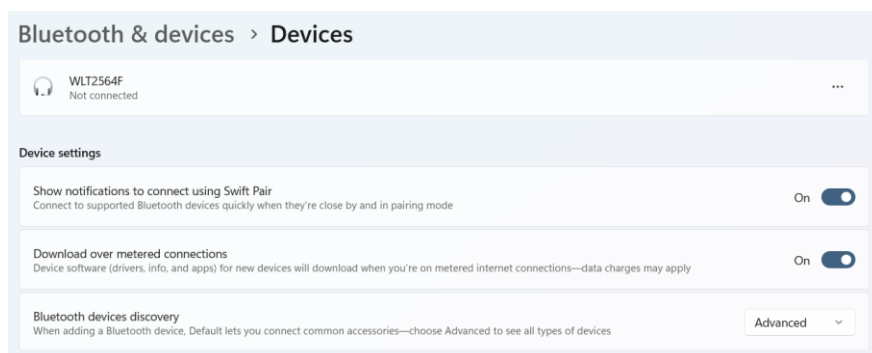 Bluetooth & devices > Devices
WLT2564F
Not connected
...
Device settings
Show notifications to connect using Swift Pair
Connect to supported Bluetooth devices quickly when they're close by and in pairing mode
On
Download over metered connections
Device software (drivers, info, and apps) for new devices will download when you're on metered internet connections—data charges may apply
On
Bluetooth devices discovery
When adding a Bluetooth device, Default lets you connect common accessories—choose Advanced to see all types of devices
Advanced